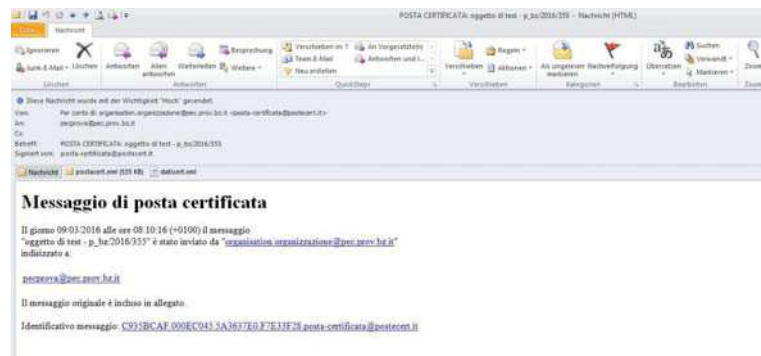 POSTA CERTIFICATA: oggetto di test - p_bz/2016/355 - Nachricht (HTML)
Datei Nachricht
Ignorieren
Junk-E-Mail Löschen
Antworten Allen antworten Weiterleiten
Besprechung
Weitere
Verschieben in: ?
Team-E-Mail
Neu erstellen
An Vorgesetzte(n)
Antworten und l...
Verschieben
Regeln
Aktionen
Als ungelesen markieren
Nachverfolgung
Übersetzen
Suchen
Verwandt
Markieren
Zoom
Löschen Antworten QuickSteps Verschieben Kategorien Bearbeiten Zoom
Diese Nachricht wurde mit der Wichtigkeit "Hoch" gesendet.
Von: Per conto di: organisation.organizzazione@pec.prov.bz.it <posta-certificata@postecert.it>
An: pecprova@pec.prov.bz.it
Cc:
Betreff: POSTA CERTIFICATA: oggetto di test - p_bz/2016/355
Signiert von: posta-certificata@postecert.it
Nachricht postacert.eml (535 KB) daticert.xml
Messaggio di posta certificata
Il giorno 09/03/2016 alle ore 08:10:16 (+0100) il messaggio
"oggetto di test - p_bz/2016/355" è stato inviato da "organisation.organizzazione@pec.prov.bz.it"
indirizzato a:
pecprova@pec.prov.bz.it
Il messaggio originale è incluso in allegato.
Identificativo messaggio: C935BCAF.000EC045.5A3637E0.F7E33F28.posta-certificata@postecert.it